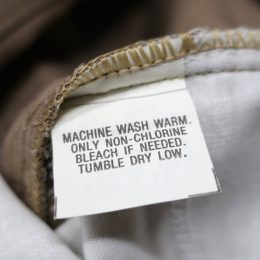 MACHINE WASH WARM.
ONLY NON-CHLORINE
BLEACH IF NEEDED.
TUMBLE DRY LOW.